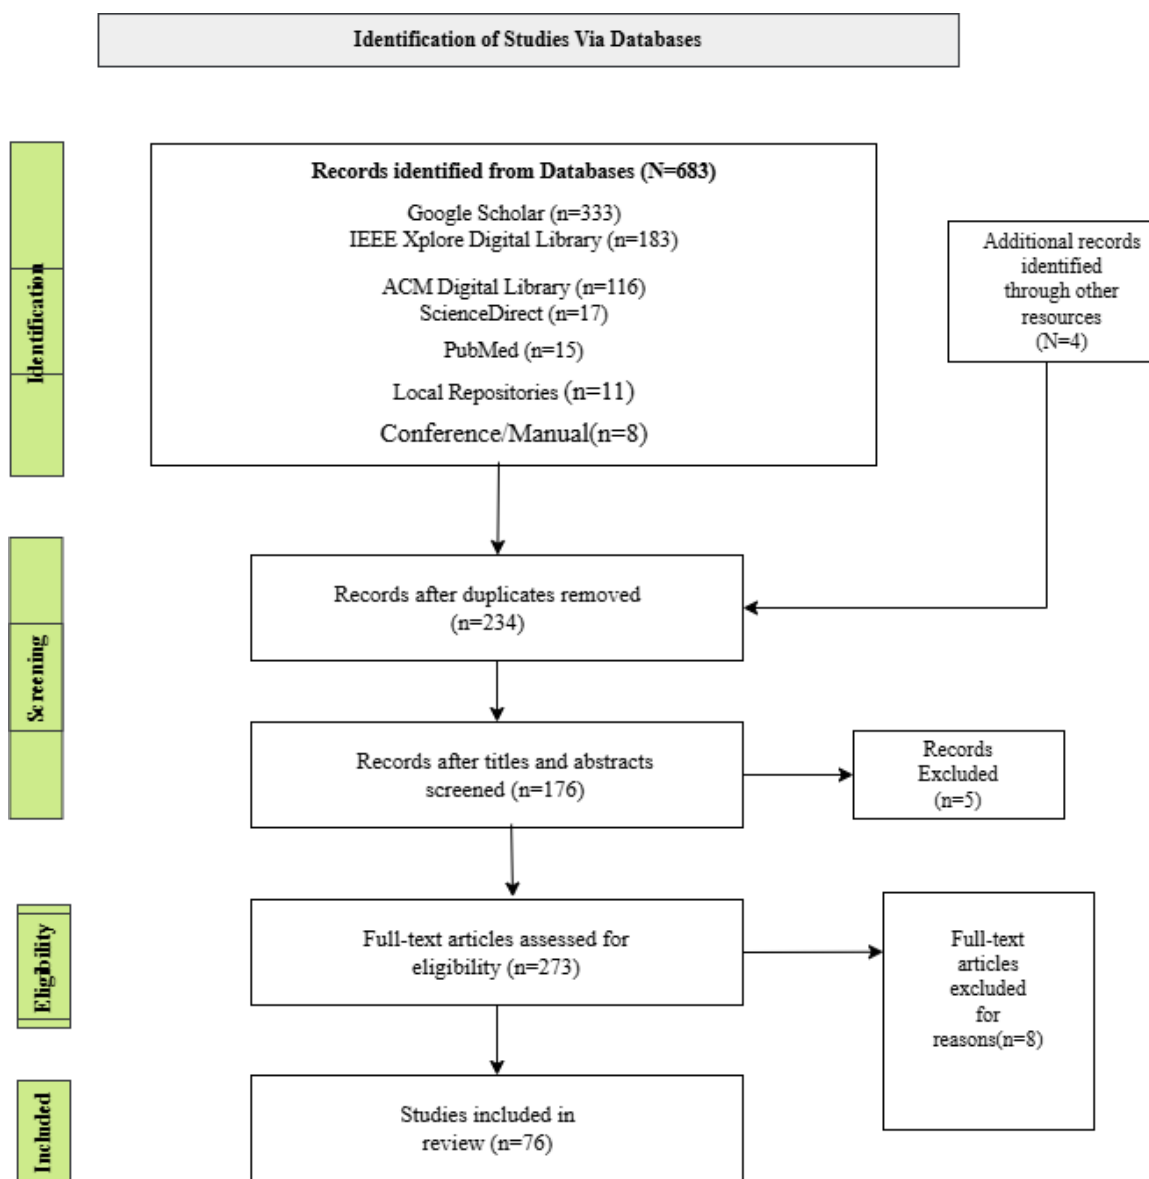 Identification of Studies Via Databases
Identification
Records identified from Databases (N=683)
Google Scholar (n=333)
IEEE Xplore Digital Library (n=183)
ACM Digital Library (n=116)
ScienceDirect (n=17)
PubMed (n=15)
Local Repositories (n=11)
Conference/Manual(n=8)
Additional records
identified
through other
resources
(N=4)
Screening
Records after duplicates removed
(n=234)
Records after titles and abstracts
screened (n=176)
Records
Excluded
(n=5)
Eligibility
Full-text articles assessed for
eligibility (n=273)
Full-text
articles
excluded
for
reasons(n=8)
Included
Studies included in
review (n=76)